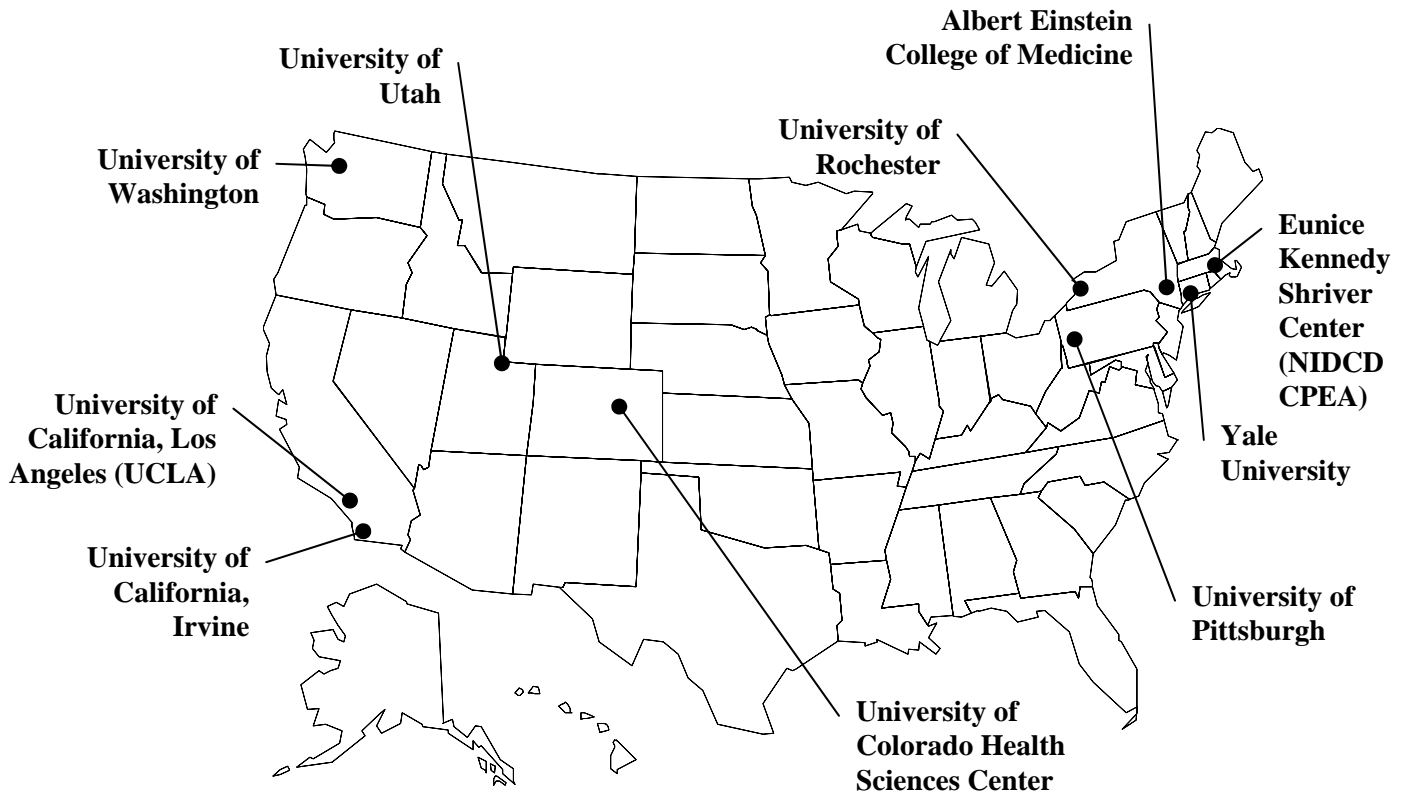 Albert Einstein
College of Medicine
University of
Utah
University of
Rochester
University of
Washington
Eunice
Kennedy
Shriver
Center
(NIDCD
CPEA)
University of
California, Los
Angeles (UCLA)
Yale
University
University of
California,
Irvine
University of
Pittsburgh
University of
Colorado Health
Sciences Center